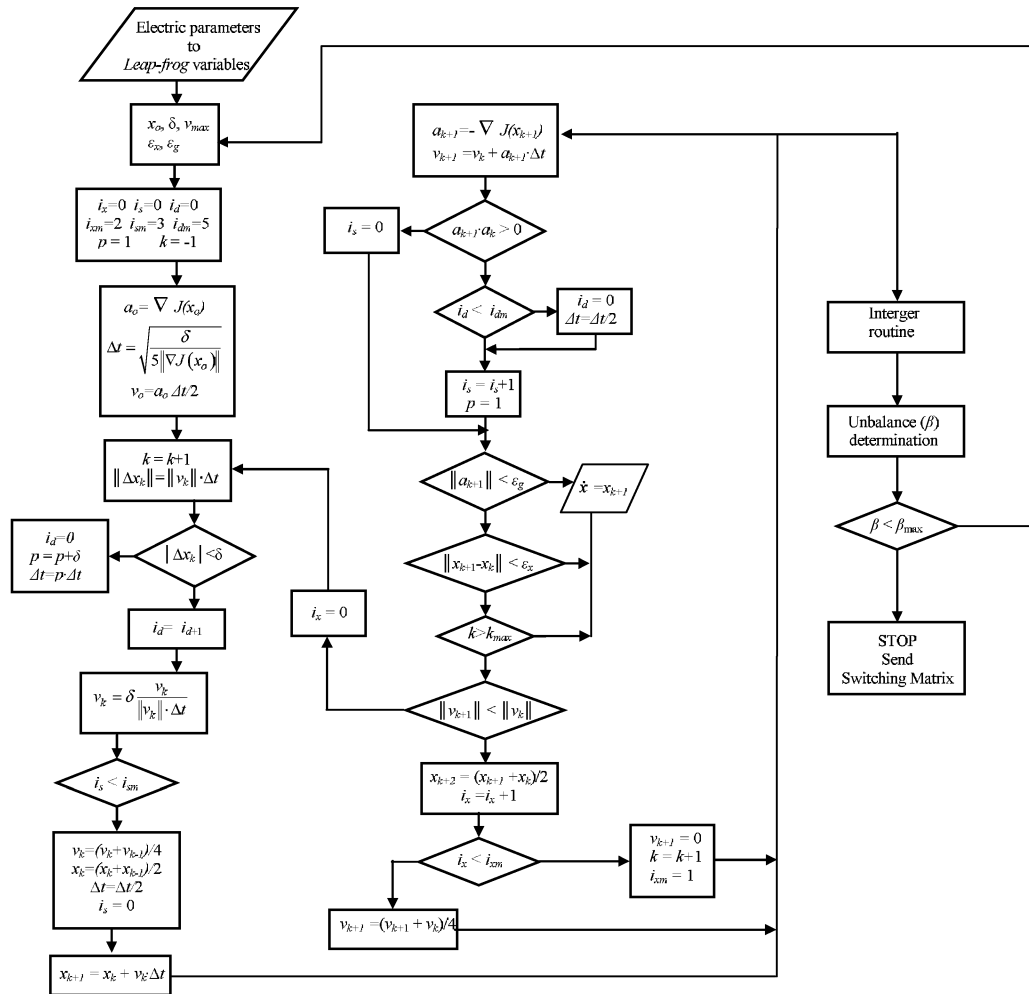 Electric parameters
to
Leap-frog variables
x_o, δ, v_max
ε_x, ε_g
i_x=0 i_s=0 i_d=0
i_xm=2 i_sm=3 i_dm=5
p = 1 k = -1
a_o= ∇ J(x_o)
Δt = √(δ / 5‖∇J(x_o)‖)
v_o=a_o Δt/2
k = k+1
‖Δx_k‖=‖v_k‖·Δt
|Δx_k| <δ
i_d=0
p = p+δ
Δt=p·Δt
i_d= i_d+1
v_k = δ v_k / ‖v_k‖·Δt
i_s < i_sm
v_k=(v_k+v_k-1)/4
x_k=(x_k+x_k-1)/2
Δt=Δt/2
i_s = 0
x_k+1 = x_k + v_k·Δt
a_k+1=- ∇ J(x_k+1)
v_k+1 =v_k + a_k+1·Δt
a_k+1·a_k > 0
i_s = 0
i_d < i_dm
i_d = 0
Δt=Δt/2
i_s = i_s+1
p = 1
‖a_k+1‖ < ε_g
ẋ =x_k+1
‖x_k+1-x_k‖ < ε_x
k>k_max
i_x = 0
‖v_k+1‖ < ‖v_k‖
x_k+2 = (x_k+1 +x_k)/2
i_x =i_x +1
i_x < i_xm
v_k+1 = 0
k = k+1
i_xm = 1
v_k+1 =(v_k+1 + v_k)/4
Interger
routine
Unbalance (β)
determination
β < β_max
STOP
Send
Switching Matrix